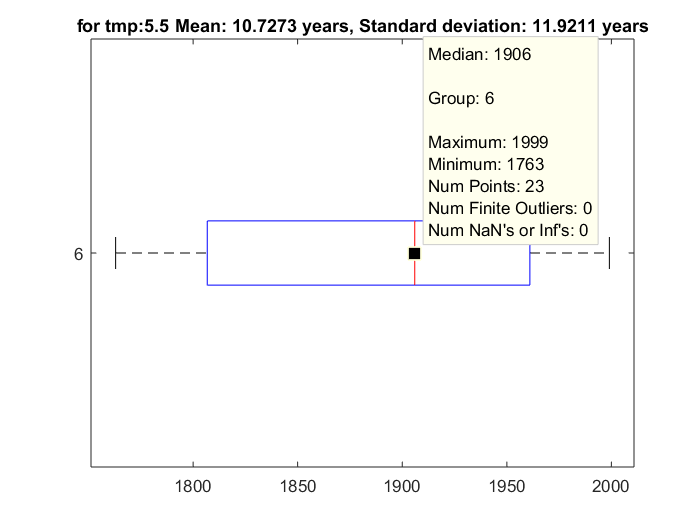 for tmp:5.5 Mean: 10.7273 years, Standard deviation: 11.9211 years
Median: 1906
Group: 6
Maximum: 1999
Minimum: 1763
Num Points: 23
Num Finite Outliers: 0
Num NaN's or Inf's: 0
6
1800 1850 1900 1950 2000